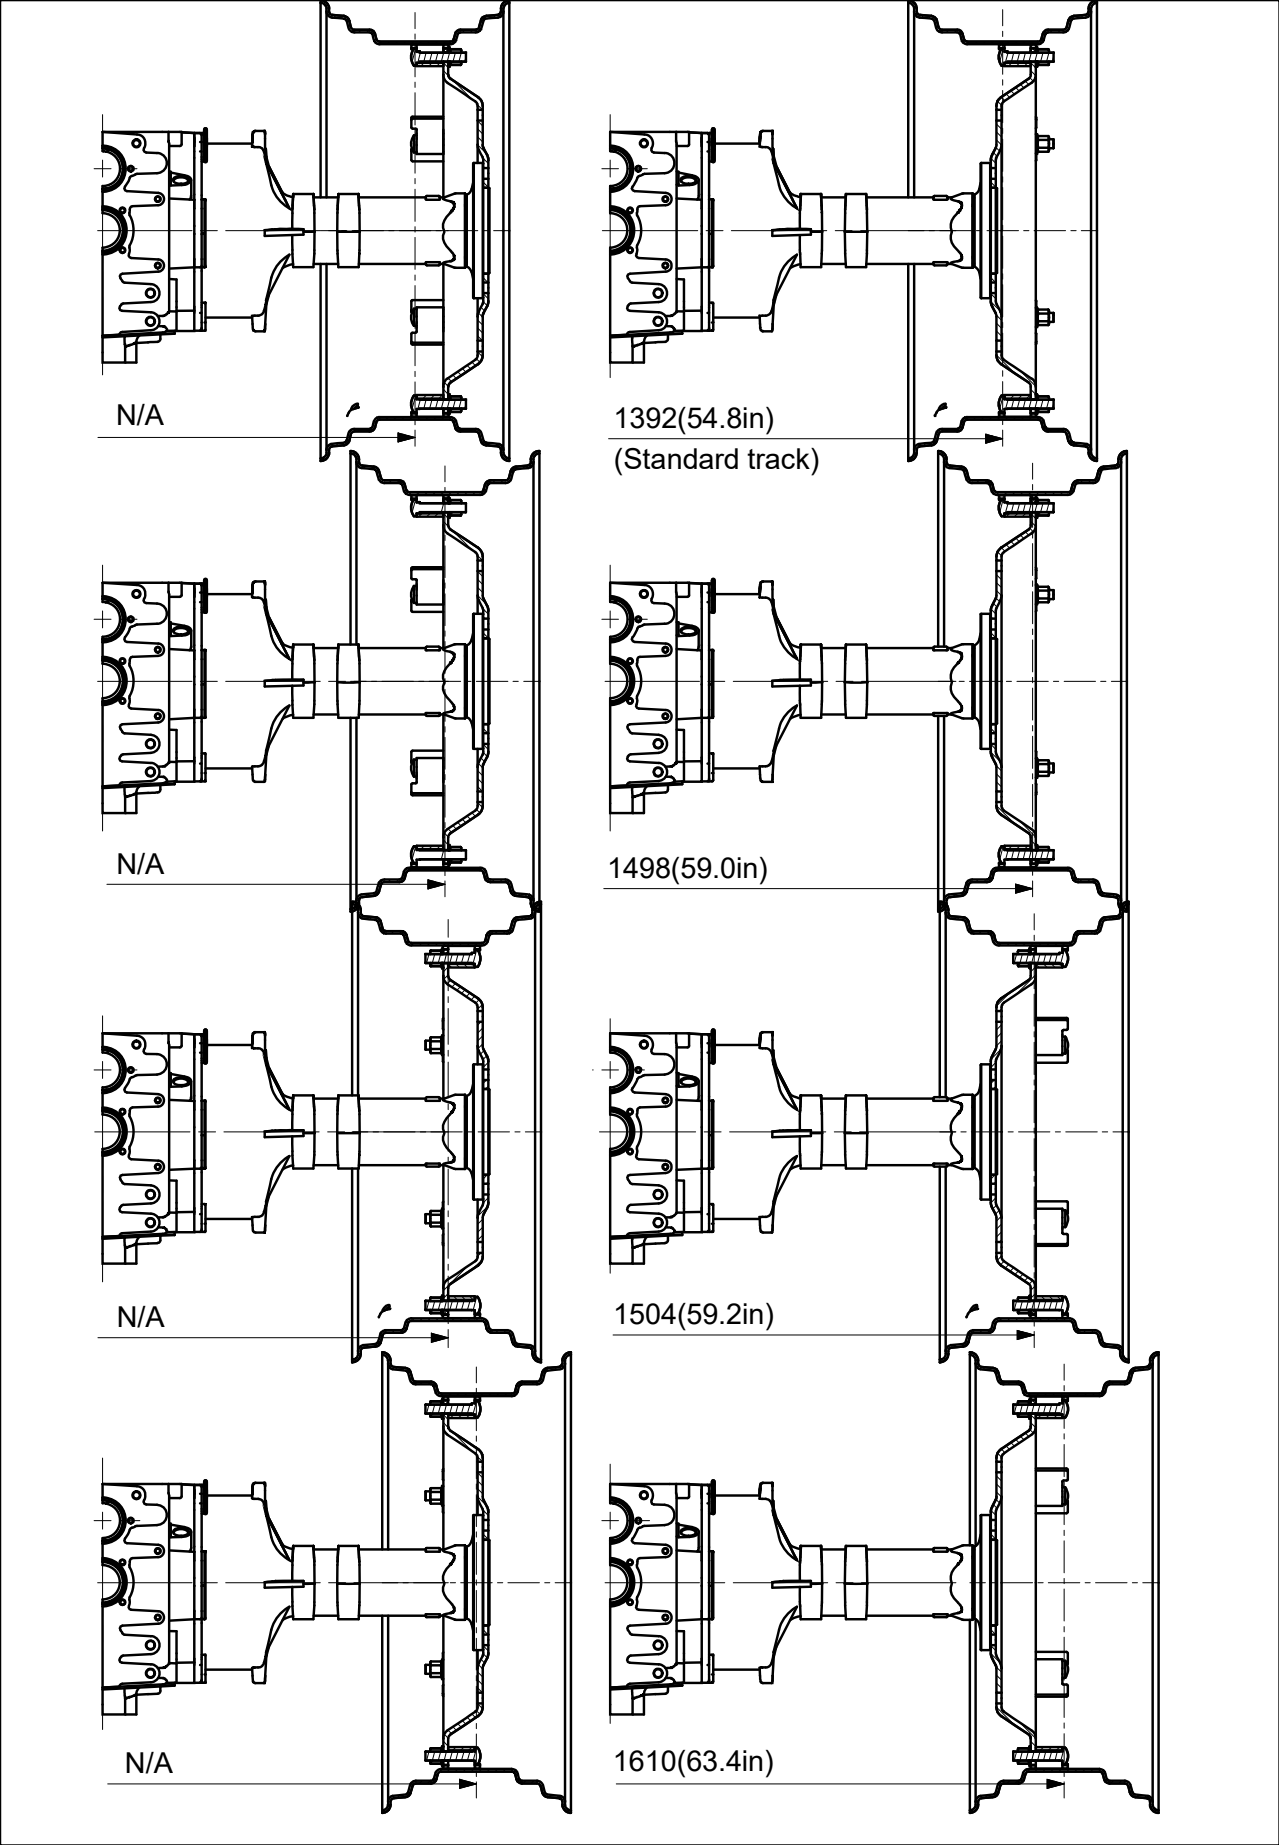 N/A
1392(54.8in)
(Standard track)
N/A
1498(59.0in)
N/A
1504(59.2in)
N/A
1610(63.4in)